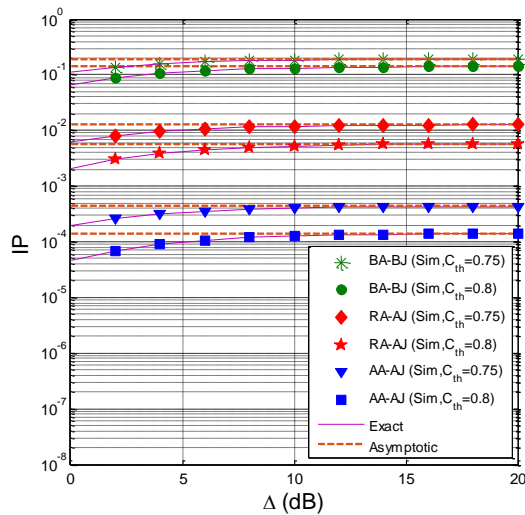 10^0
10^-1
10^-2
10^-3
10^-4
10^-5
10^-6
10^-7
10^-8
IP
0 5 10 15 20
Δ (dB)
BA-BJ (Sim,C_th=0.75)
BA-BJ (Sim,C_th=0.8)
RA-AJ (Sim,C_th=0.75)
RA-AJ (Sim,C_th=0.8)
AA-AJ (Sim,C_th=0.75)
AA-AJ (Sim,C_th=0.8)
Exact
Asymptotic